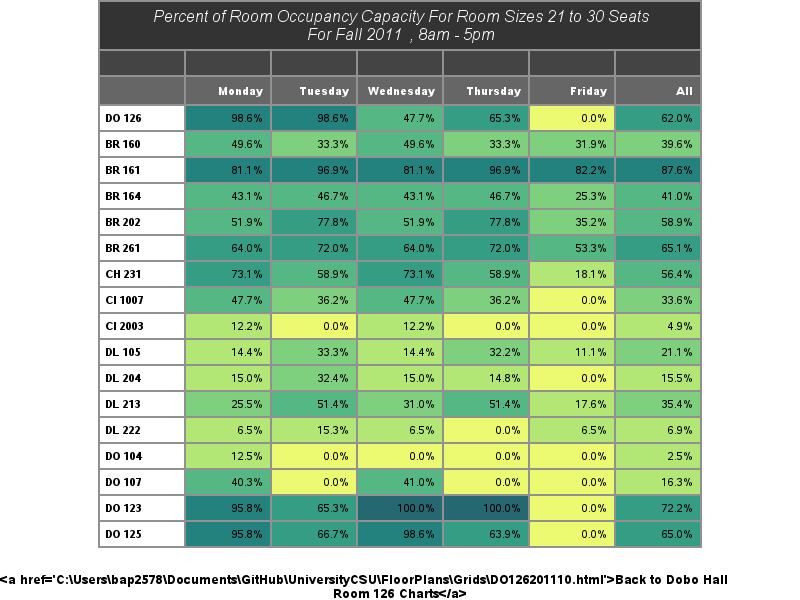 Percent of Room Occupancy Capacity For Room Sizes 21 to 30 Seats
For Fall 2011 , 8am - 5pm
Monday Tuesday Wednesday Thursday Friday All
DO 126 98.6% 98.6% 47.7% 65.3% 0.0% 62.0%
BR 160 49.6% 33.3% 49.6% 33.3% 31.9% 39.6%
BR 161 81.1% 96.9% 81.1% 96.9% 82.2% 87.6%
BR 164 43.1% 46.7% 43.1% 46.7% 25.3% 41.0%
BR 202 51.9% 77.8% 51.9% 77.8% 35.2% 58.9%
BR 261 64.0% 72.0% 64.0% 72.0% 53.3% 65.1%
CH 231 73.1% 58.9% 73.1% 58.9% 18.1% 56.4%
CI 1007 47.7% 36.2% 47.7% 36.2% 0.0% 33.6%
CI 2003 12.2% 0.0% 12.2% 0.0% 0.0% 4.9%
DL 105 14.4% 33.3% 14.4% 32.2% 11.1% 21.1%
DL 204 15.0% 32.4% 15.0% 14.8% 0.0% 15.5%
DL 213 25.5% 51.4% 31.0% 51.4% 17.6% 35.4%
DL 222 6.5% 15.3% 6.5% 0.0% 6.5% 6.9%
DO 104 12.5% 0.0% 0.0% 0.0% 0.0% 2.5%
DO 107 40.3% 0.0% 41.0% 0.0% 0.0% 16.3%
DO 123 95.8% 65.3% 100.0% 100.0% 0.0% 72.2%
DO 125 95.8% 66.7% 98.6% 63.9% 0.0% 65.0%
<a href='C:\Users\bap2578\Documents\GitHub\UniversityCSU\FloorPlans\Grids\DO126201110.html'>Back to Dobo Hall
Room 126 Charts</a>